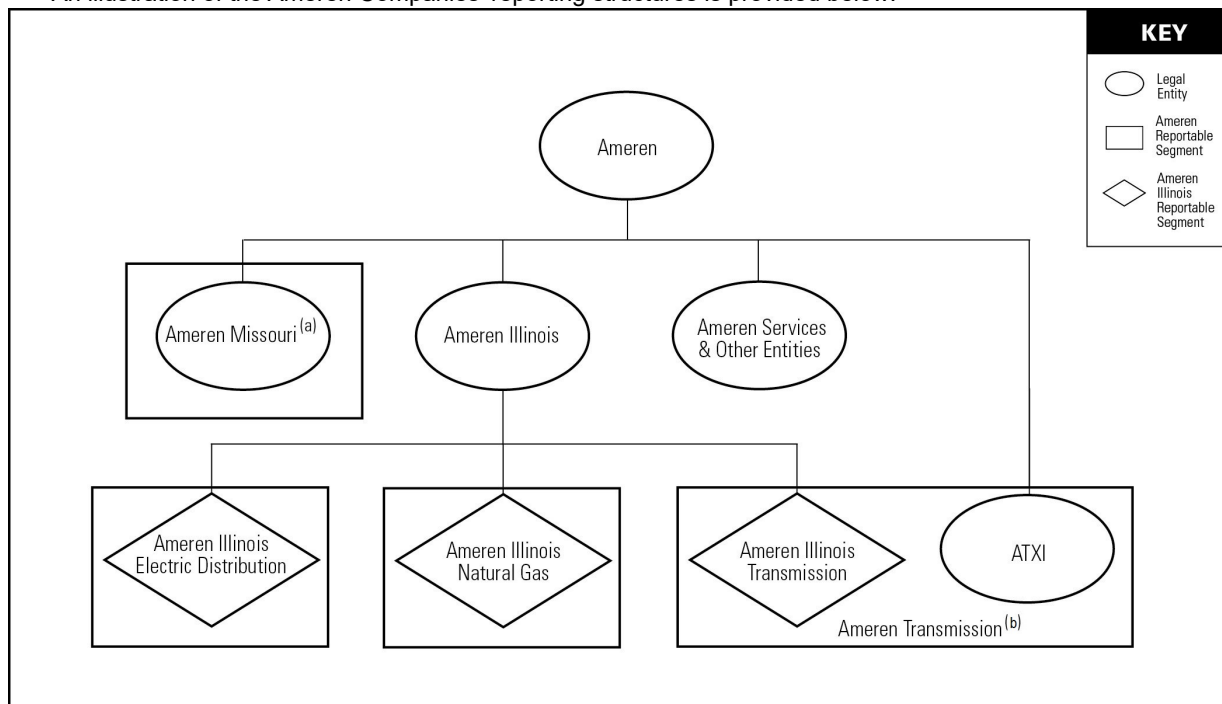 An illustration of the Ameren Companies' reporting structures is provided below:
KEY
Legal
Entity
Ameren
Reportable
Segment
Ameren
Illinois
Reportable
Segment
Ameren
Ameren Missouri (a)
Ameren Illinois
Ameren Services
& Other Entities
Ameren Illinois
Electric Distribution
Ameren Illinois
Natural Gas
Ameren Illinois
Transmission
ATXI
Ameren Transmission (b)